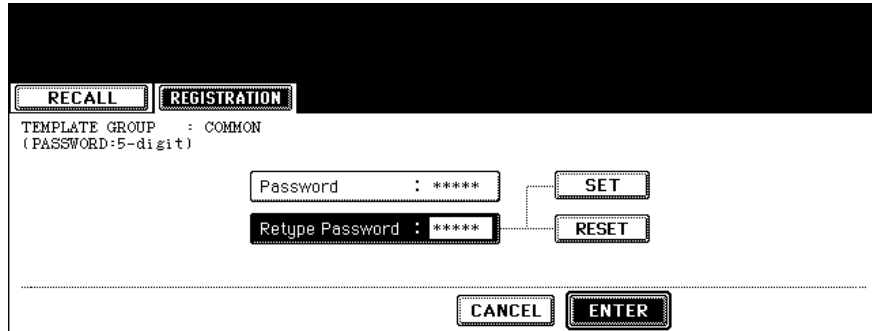 RECALL REGISTRATION
TEMPLATE GROUP : COMMON
(PASSWORD:5-digit)
Password : ***** SET
Retype Password : ***** RESET
CANCEL ENTER